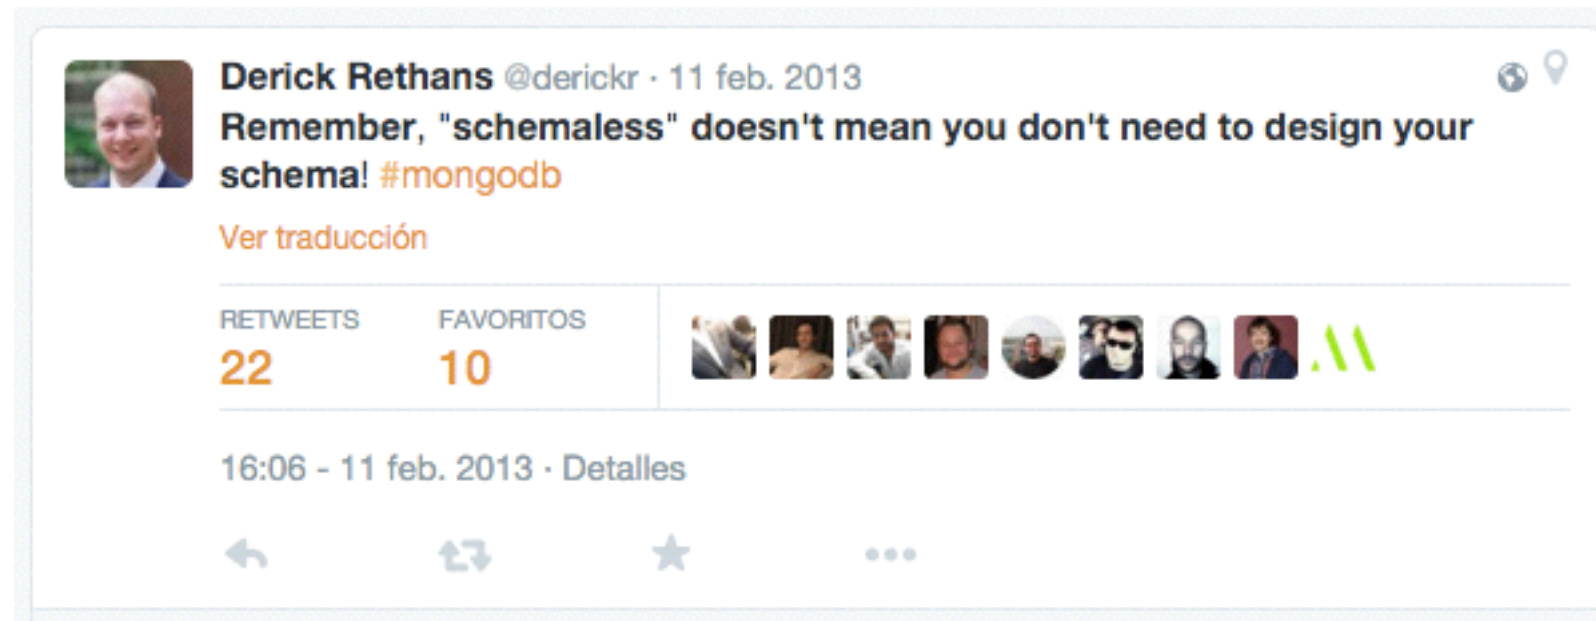 Derick Rethans @derickr · 11 feb. 2013
Remember, "schemaless" doesn't mean you don't need to design your
schema! #mongodb
Ver traducción
RETWEETS FAVORITOS
22 10
16:06 - 11 feb. 2013 · Detalles